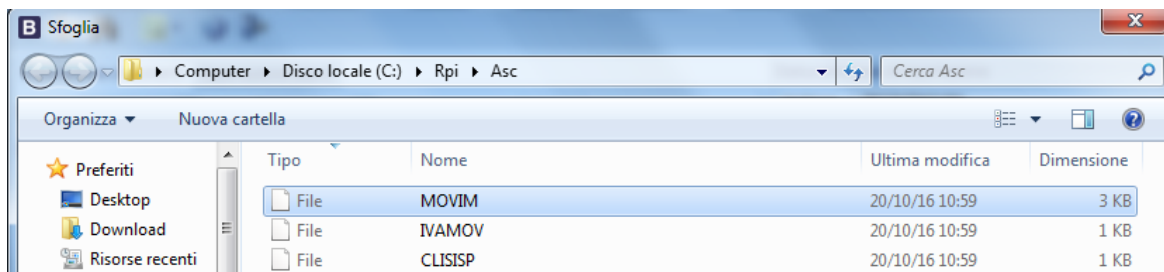 B Sfoglia
Computer Disco locale (C:) Rpi Asc Cerca Asc
Organizza Nuova cartella
Preferiti Tipo Nome Ultima modifica Dimensione
Desktop File MOVIM 20/10/16 10:59 3 KB
Download File IVAMOV 20/10/16 10:59 1 KB
Risorse recenti File CLISISP 20/10/16 10:59 1 KB